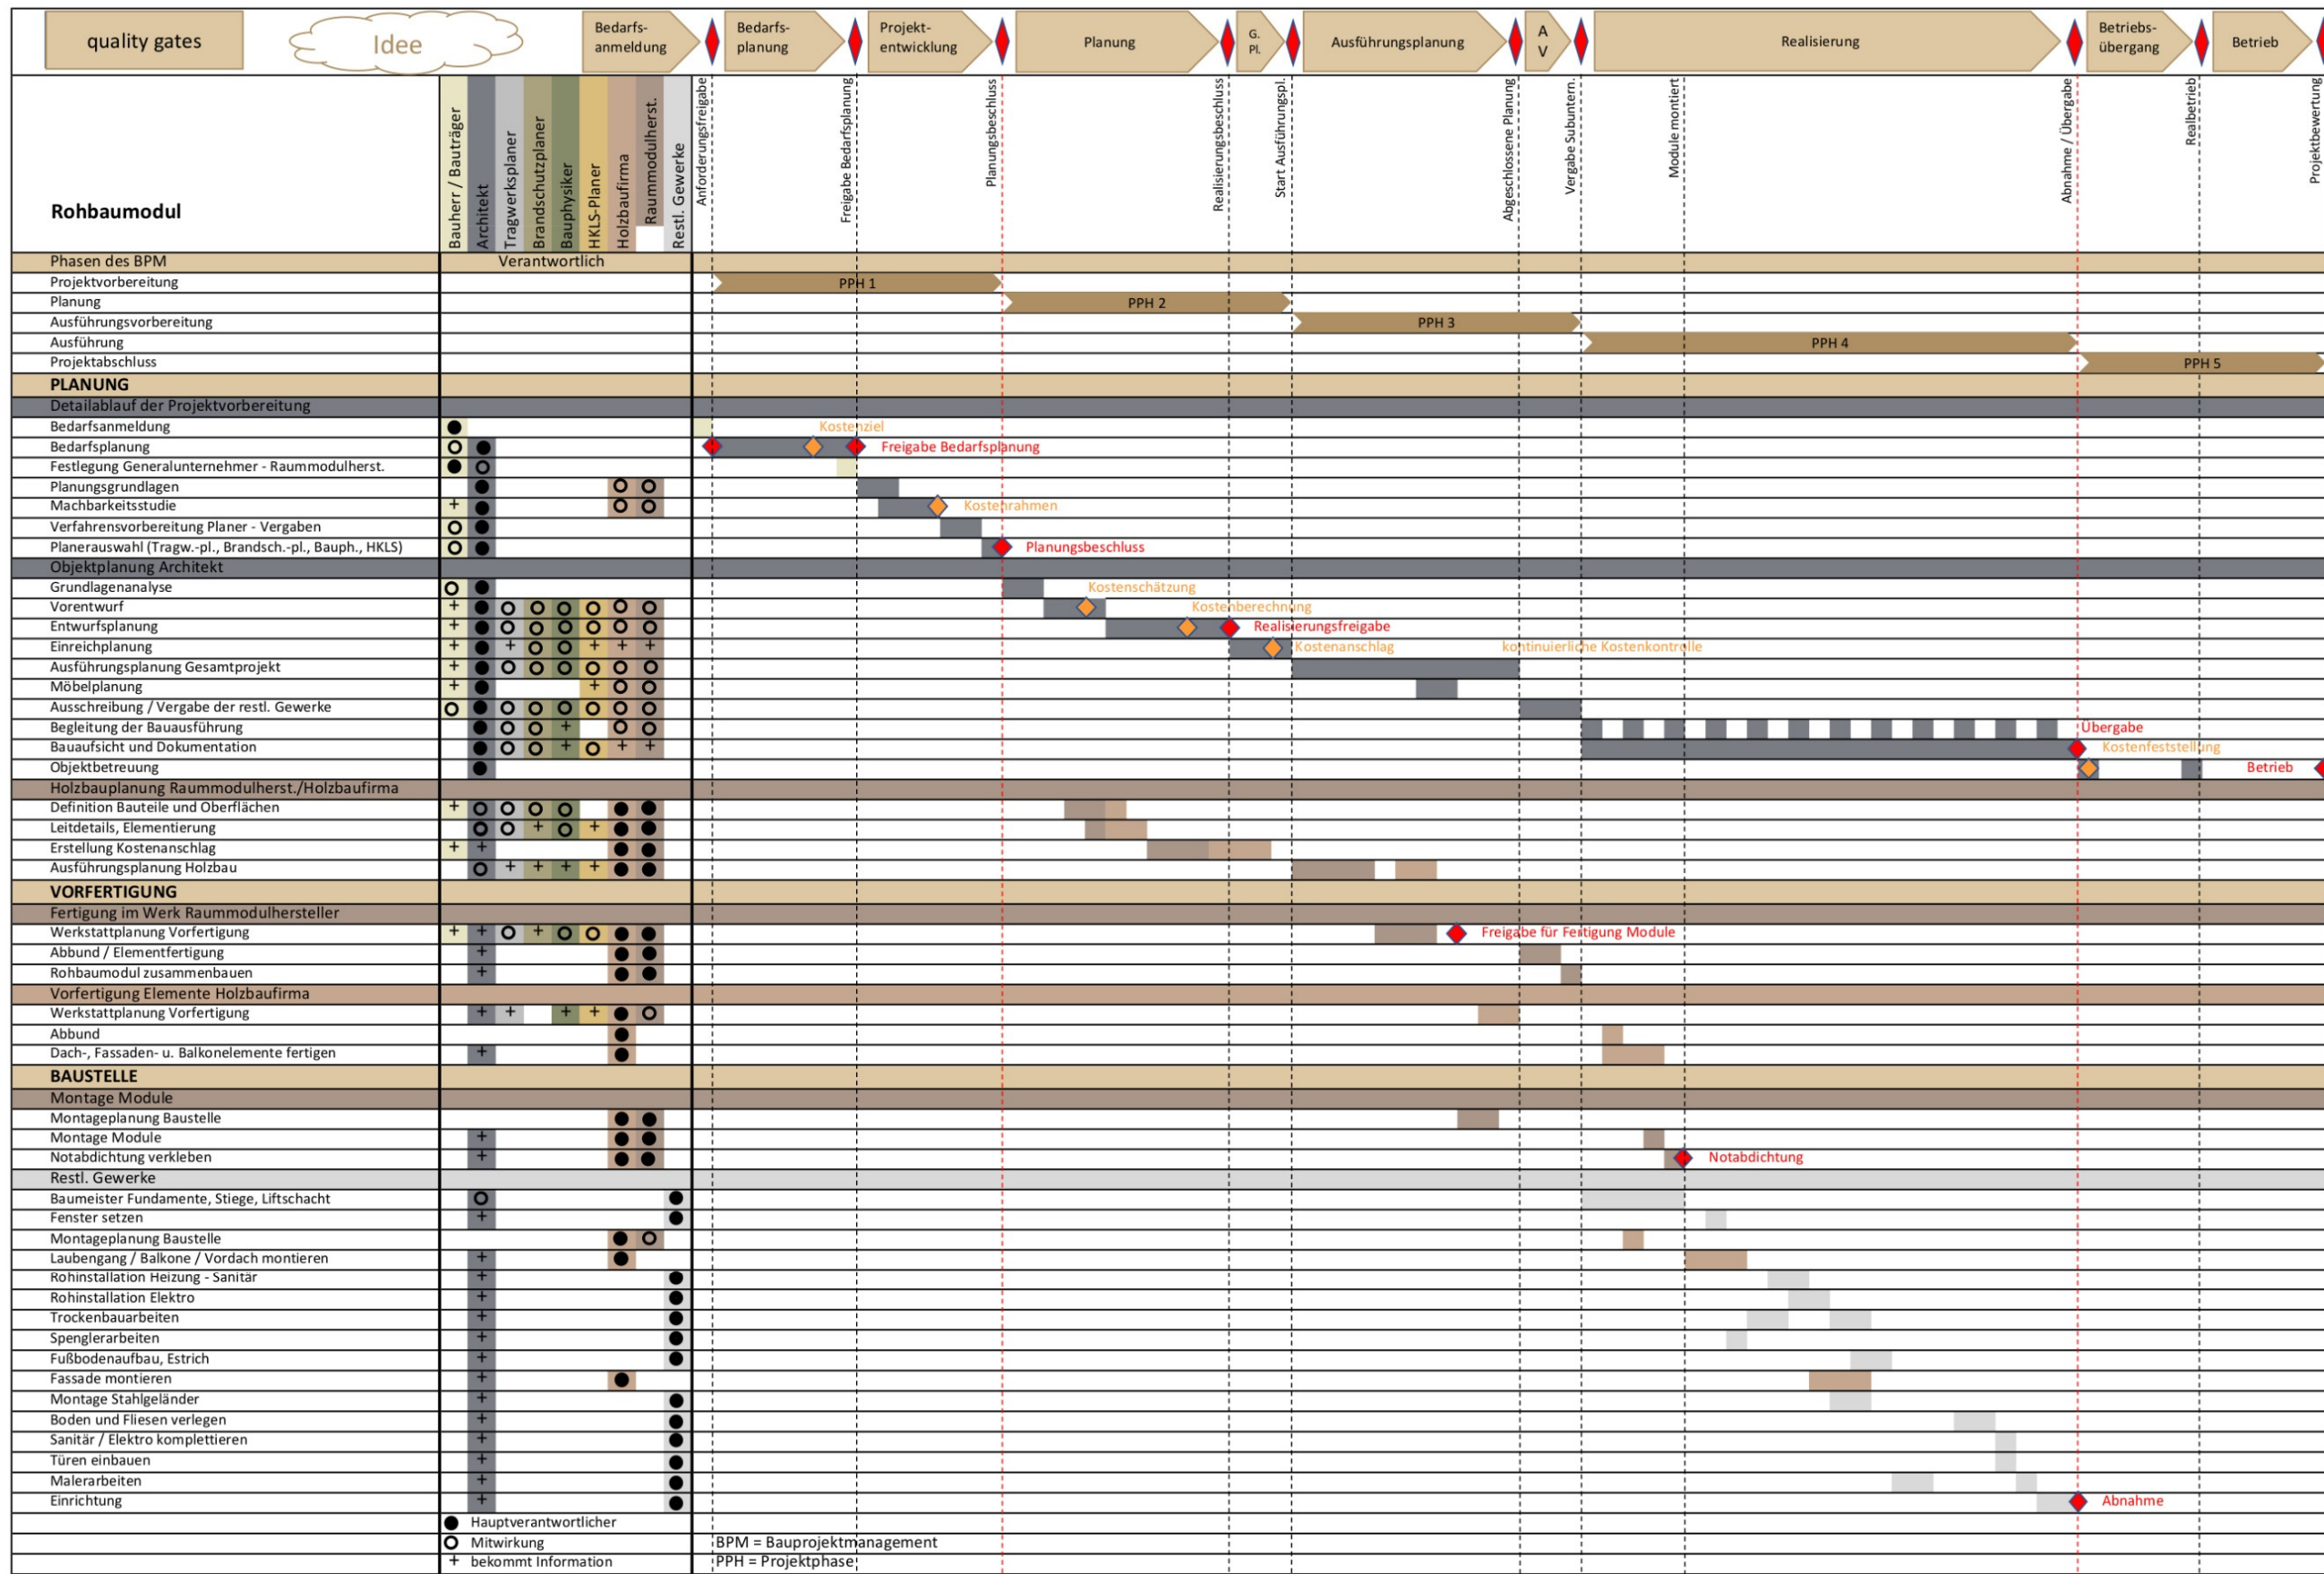 quality gates
Idee
Bedarfs-
anmeldung
Bedarfs-
planung
Projekt-
entwicklung
Planung
G.
Pl.
Ausführungsplanung
A
V
Realisierung
Betriebs-
übergang
Betrieb
Rohbaumodul
Bauherr / Bauträger
Architekt
Tragwerksplaner
Brandschutzplaner
Bauphysiker
HKLS-Planer
Holzbaufirma
Raummodulherst.
Restl. Gewerke
Anforderungsfreigabe
Freigabe Bedarfsplanung
Planungsbeschluss
Realisierungsbeschluss
Start Ausführungspl.
Abgeschlossene Planung
Vergabe Subuntern.
Module montiert
Abnahme / Übergabe
Realbetrieb
Projektbewertung
Phasen des BPM Verantwortlich
Projektvorbereitung PPH 1
Planung PPH 2
Ausführungsvorbereitung PPH 3
Ausführung PPH 4
Projektabschluss PPH 5
PLANUNG
Detailablauf der Projektvorbereitung
Bedarfsanmeldung ● Kostenziel
Bedarfsplanung O ● Freigabe Bedarfsplanung
Festlegung Generalunternehmer - Raummodulherst. ● O
Planungsgrundlagen ● O O
Machbarkeitsstudie + ● O O Kostenrahmen
Verfahrensvorbereitung Planer - Vergaben O ●
Planerauswahl (Tragw.-pl., Brandsch.-pl., Bauph., HKLS) O ● Planungsbeschluss
Objektplanung Architekt
Grundlagenanalyse O ● Kostenschätzung
Vorentwurf + ● O O O O O O Kostenberechnung
Entwurfsplanung + ● O O O O O O Realisierungsfreigabe
Einreichplanung + ● + O O + + + Kostenanschlag kontinuierliche Kostenkontrolle
Ausführungsplanung Gesamtprojekt + ● O O O O O O
Möbelplanung + ● + O O
Ausschreibung / Vergabe der restl. Gewerke O ● O O O O O O
Begleitung der Bauausführung ● O O + O O Übergabe
Bauaufsicht und Dokumentation ● O O + O + + Kostenfeststellung
Objektbetreuung ● Betrieb
Holzbauplanung Raummodulherst./Holzbaufirma
Definition Bauteile und Oberflächen + O O O O ● ●
Leitdetails, Elementierung O O + O + ● ●
Erstellung Kostenanschlag + + ● ●
Ausführungsplanung Holzbau O + + + + ● ●
VORFERTIGUNG
Fertigung im Werk Raummodulhersteller
Werkstattplanung Vorfertigung + + O + O O ● ● Freigabe für Fertigung Module
Abbund / Elementfertigung + ● ●
Rohbaumodul zusammenbauen + ● ●
Vorfertigung Elemente Holzbaufirma
Werkstattplanung Vorfertigung + + + + ● O
Abbund ●
Dach-, Fassaden- u. Balkonelemente fertigen + ●
BAUSTELLE
Montage Module
Montageplanung Baustelle ● ●
Montage Module + ● ●
Notabdichtung verkleben + ● ● Notabdichtung
Restl. Gewerke
Baumeister Fundamente, Stiege, Liftschacht O ●
Fenster setzen + ●
Montageplanung Baustelle ● O
Laubengang / Balkone / Vordach montieren + ●
Rohinstallation Heizung - Sanitär + ●
Rohinstallation Elektro + ●
Trockenbauarbeiten + ●
Spenglerarbeiten + ●
Fußbodenaufbau, Estrich + ●
Fassade montieren + ●
Montage Stahlgeländer + ●
Boden und Fliesen verlegen + ●
Sanitär / Elektro komplettieren + ●
Türen einbauen + ●
Malerarbeiten + ●
Einrichtung + ● Abnahme
● Hauptverantwortlicher
O Mitwirkung BPM = Bauprojektmanagement
+ bekommt Information PPH = Projektphase